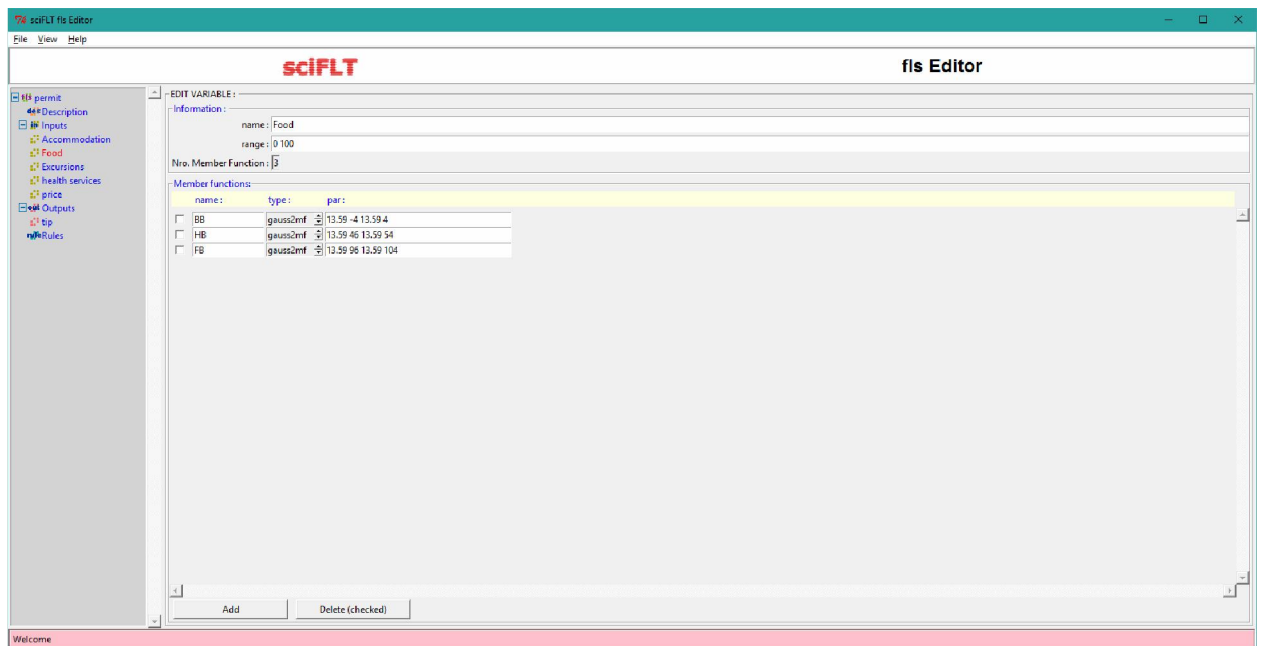 sciFLT fls Editor
File View Help
sciFLT fls Editor
permit
Description
Inputs
Accommodation
Food
Excursions
health services
price
Outputs
tip
Rules
EDIT VARIABLE :
Information :
name : Food
range : 0 100
Nro. Member Function : 3
Member functions:
name : type : par :
BB gauss2mf 13.59 -4 13.59 4
HB gauss2mf 13.59 46 13.59 54
FB gauss2mf 13.59 96 13.59 104
Add Delete (checked)
Welcome